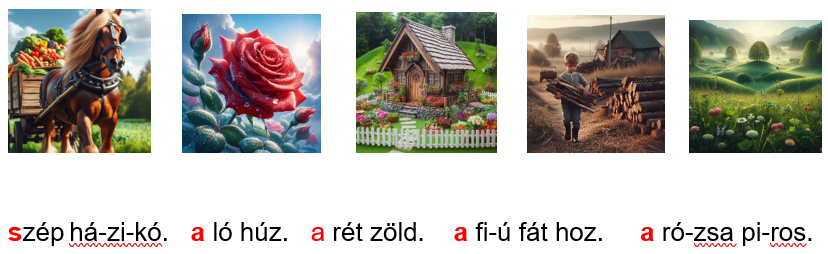 szép há-zi-kó. a ló húz. a rét zöld. a fi-ú fát hoz. a ró-zsa pi-ros.